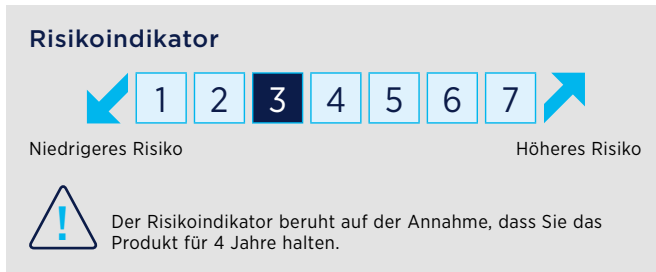 Risikoindikator
1 2 3 4 5 6 7
Niedrigeres Risiko Höheres Risiko
!
Der Risikoindikator beruht auf der Annahme, dass Sie das
Produkt für 4 Jahre halten.